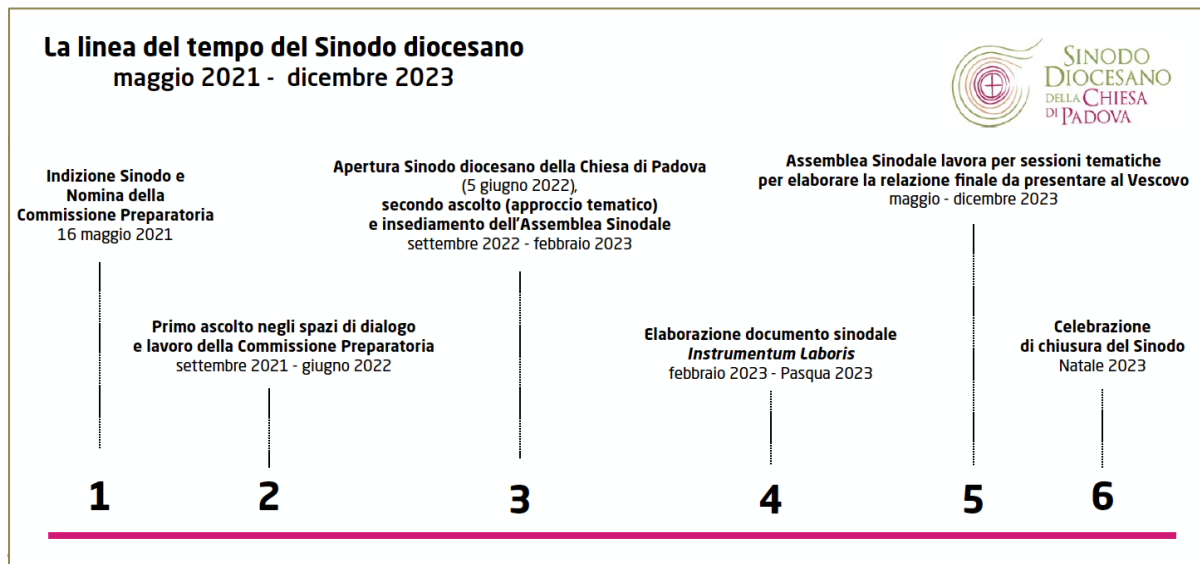 La linea del tempo del Sinodo diocesano
maggio 2021 - dicembre 2023
SINODO
DIOCESANO
DELLA CHIESA
DI PADOVA
Indizione Sinodo e
Nomina della
Commissione Preparatoria
16 maggio 2021
Primo ascolto negli spazi di dialogo
e lavoro della Commissione Preparatoria
settembre 2021 - giugno 2022
Apertura Sinodo diocesano della Chiesa di Padova
(5 giugno 2022),
secondo ascolto (approccio tematico)
e insediamento dell'Assemblea Sinodale
settembre 2022 - febbraio 2023
Elaborazione documento sinodale
Instrumentum Laboris
febbraio 2023 - Pasqua 2023
Assemblea Sinodale lavora per sessioni tematiche
per elaborare la relazione finale da presentare al Vescovo
maggio - dicembre 2023
Celebrazione
di chiusura del Sinodo
Natale 2023
1 2 3 4 5 6